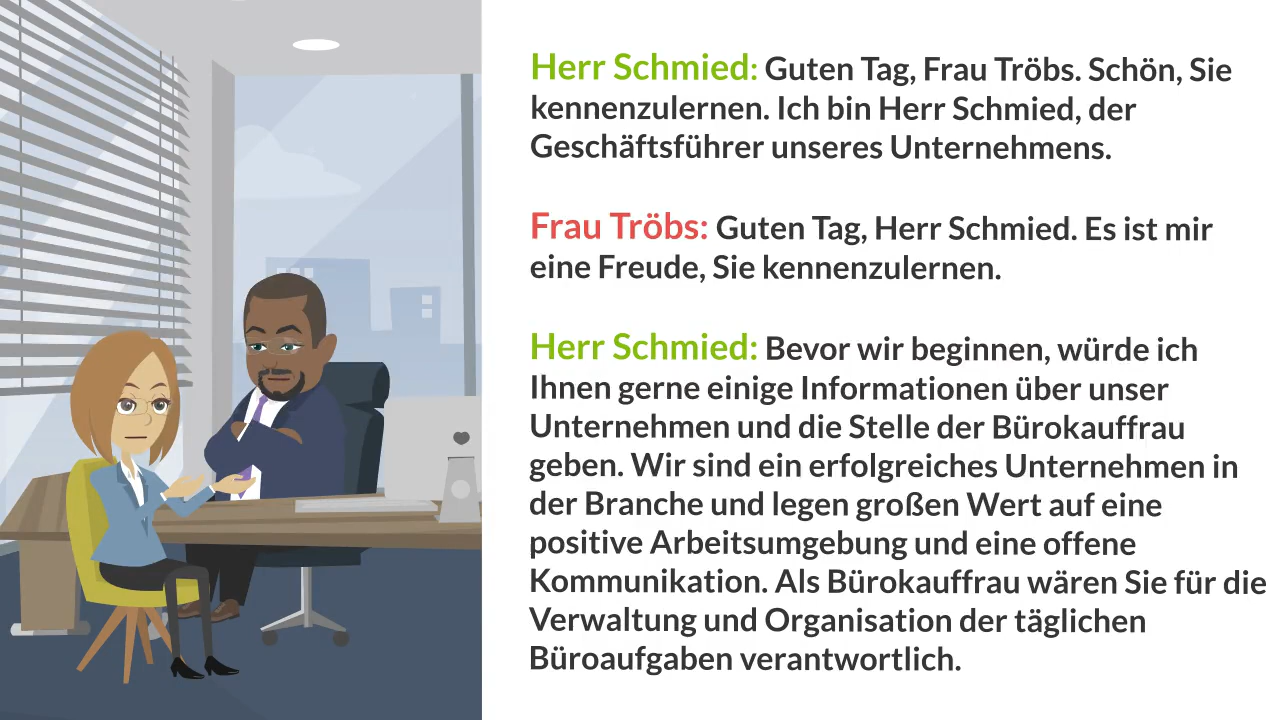 Herr Schmied: Guten Tag, Frau Tröbs. Schön, Sie
kennenzulernen. Ich bin Herr Schmied, der
Geschäftsführer unseres Unternehmens.
Frau Tröbs: Guten Tag, Herr Schmied. Es ist mir
eine Freude, Sie kennenzulernen.
Herr Schmied: Bevor wir beginnen, würde ich
Ihnen gerne einige Informationen über unser
Unternehmen und die Stelle der Bürokauffrau
geben. Wir sind ein erfolgreiches Unternehmen in
der Branche und legen großen Wert auf eine
positive Arbeitsumgebung und eine offene
Kommunikation. Als Bürokauffrau wären Sie für die
Verwaltung und Organisation der täglichen
Büroaufgaben verantwortlich.